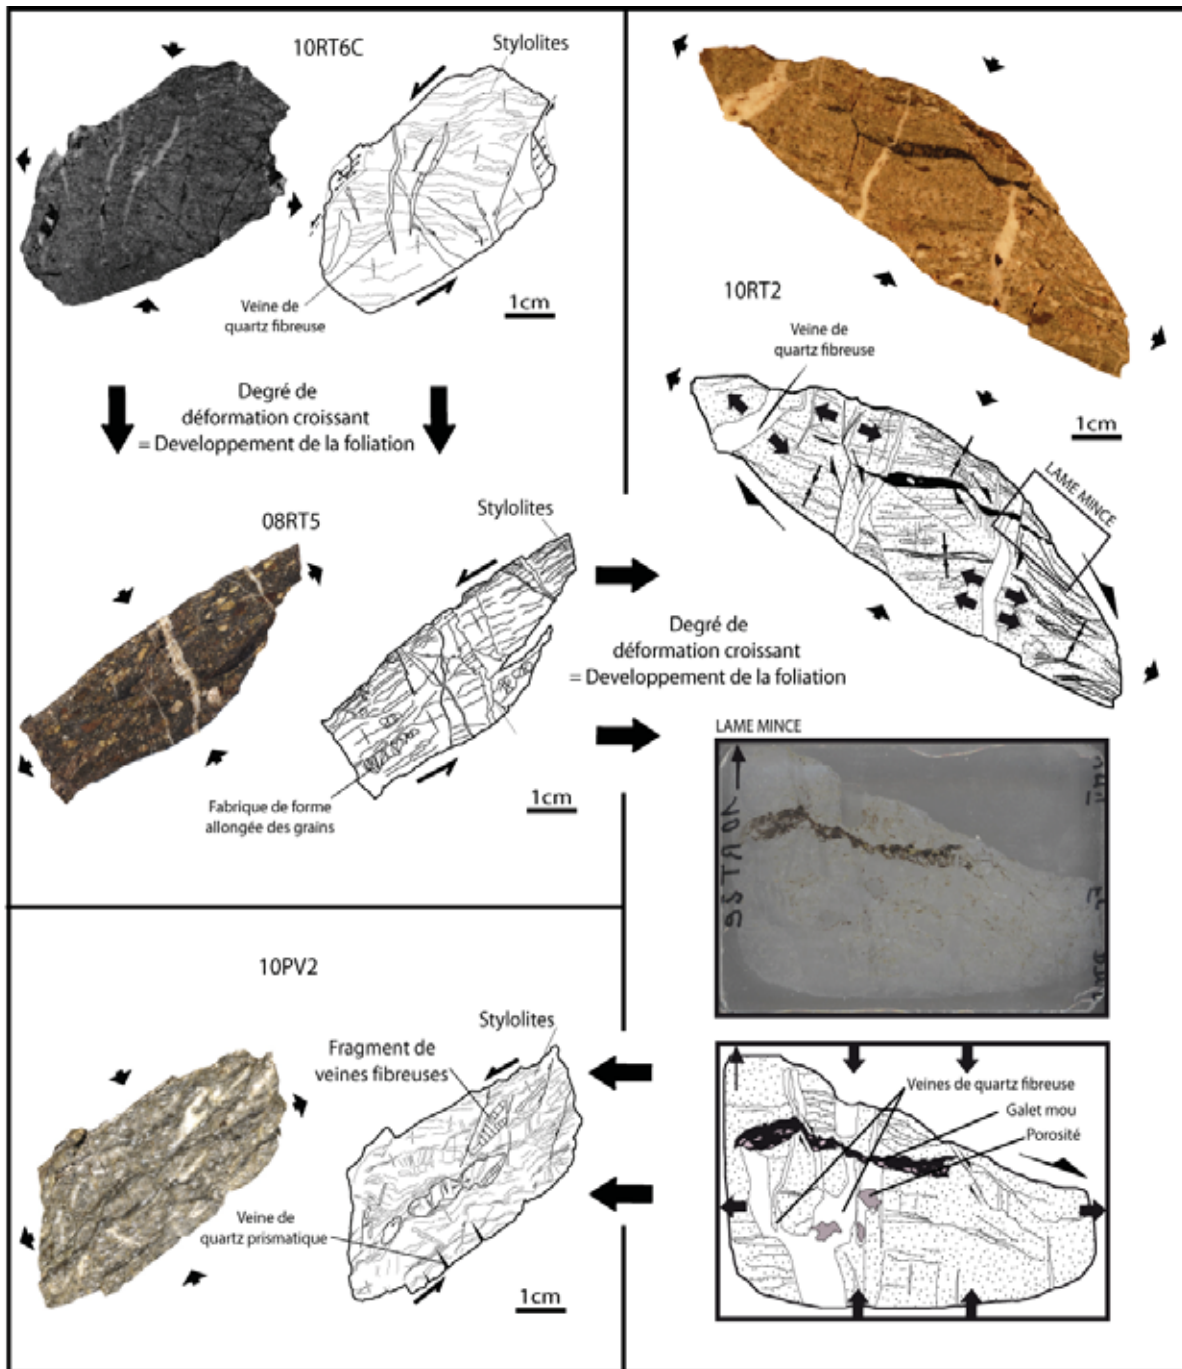 10RT6C
Stylolites
Veine de
quartz fibreuse
1cm
Degré de
déformation croissant
= Developpement de la foliation
08RT5
Stylolites
Fabrique de forme
allongée des grains
1cm
Degré de
déformation croissant
= Developpement de la foliation
10RT2
Veine de
quartz fibreuse
1cm
LAME MINCE
LAME MINCE
10RT2G
Veines de quartz fibreuse
Galet mou
Porosité
10PV2
Stylolites
Fragment de
veines fibreuses
Veine de
quartz prismatique
1cm